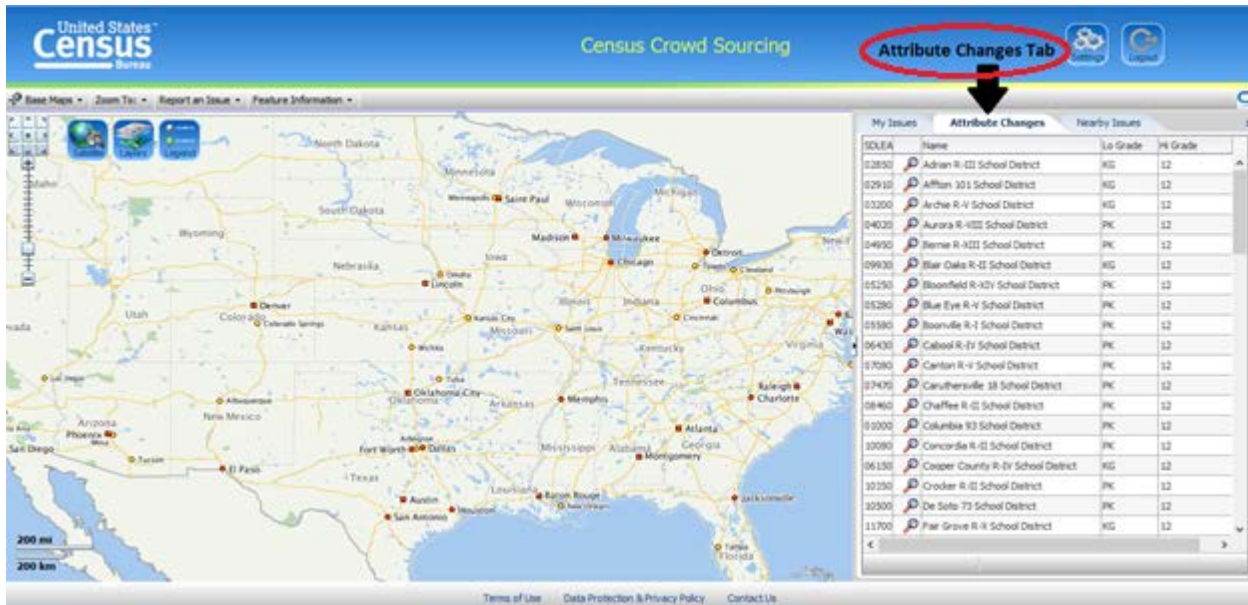 United States™
Census
Bureau
Census Crowd Sourcing
Attribute Changes Tab
Settings
Logout
Base Maps
Zoom To:
Report an Issue
Feature Information
My Issues
Attribute Changes
Nearby Issues
Satellite
Layers
Legend
SDLEA Name Lo Grade Hi Grade
02850 Adrian R-III School District KG 12
02910 Affton 101 School District KG 12
03200 Archie R-V School District KG 12
04020 Aurora R-VIII School District PK 12
04950 Bernie R-XIII School District PK 12
09930 Blair Oaks R-II School District KG 12
05250 Bloomfield R-XIV School District PK 12
05280 Blue Eye R-V School District PK 12
05580 Boonville R-I School District PK 12
06430 Cabool R-IV School District PK 12
07080 Canton R-V School District PK 12
07470 Caruthersville 18 School District PK 12
08460 Chaffee R-II School District PK 12
01000 Columbia 93 School District PK 12
10080 Concordia R-II School District PK 12
06150 Cooper County R-IV School District KG 12
10350 Crocker R-II School District PK 12
10500 De Soto 73 School District PK 12
11700 Fair Grove R-X School District KG 12
North Dakota
Minnesota
Idaho
Minneapolis Saint Paul
Wisconsin
Michigan
South Dakota
Wyoming
Madison
Milwaukee
Detroit
Chicago
Toledo
Cleveland
Iowa
Nebraska
Omaha
Lincoln
Ohio
Pittsburgh
Columbus
Illinois
Indiana
Denver
Utah
Colorado
Colorado Springs
Kansas
Kansas City
Missouri
Saint Louis
Cincinnati
Virginia
Wichita
Kentucky
Las Vegas
Tulsa
Tennessee
Raleigh
Charlotte
Albuquerque
Oklahoma City
Oklahoma
Arkansas
Memphis
Arizona
New Mexico
Atlanta
Phoenix
Mesa
San Diego
Arlington
Fort Worth
Dallas
Mississippi
Alabama
Georgia
Montgomery
Tucson
El Paso
Texas
Louisiana
Baton Rouge
New Orleans
Jacksonville
Austin
Houston
San Antonio
Tampa
Florida
200 mi
200 km
Terms of Use
Data Protection & Privacy Policy
Contact Us